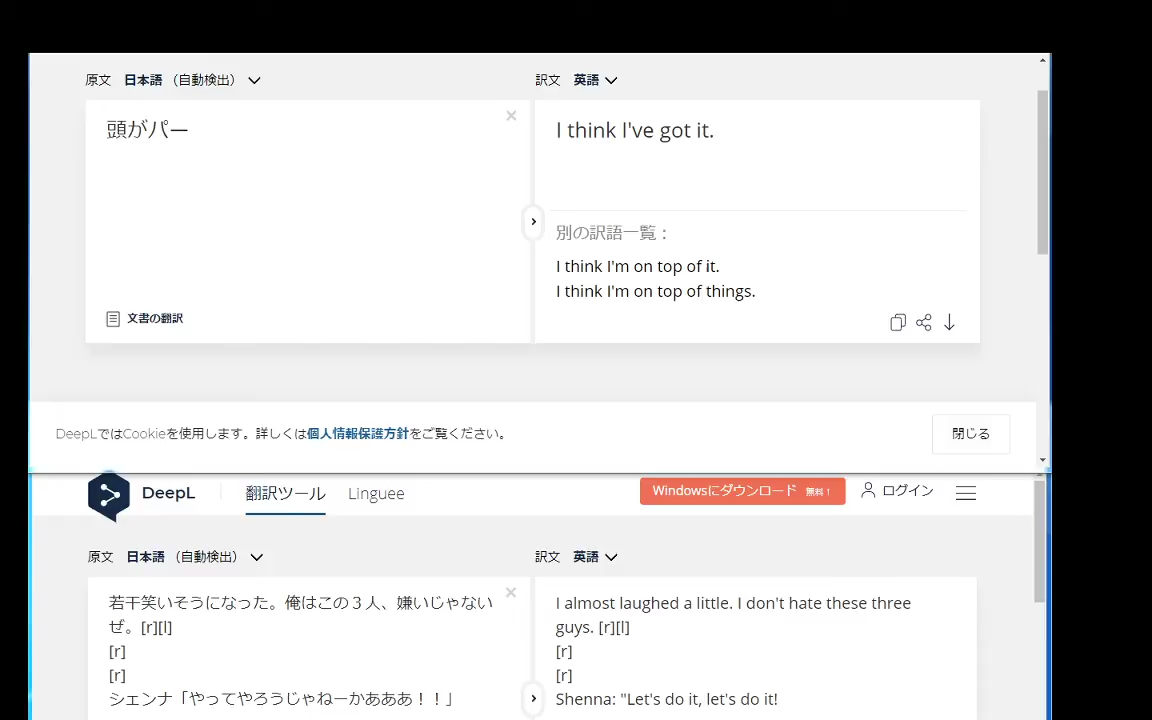 原文 日本語 （自動検出） 訳文 英語
頭がパー
I think I've got it.
別の訳語一覧：
I think I'm on top of it.
I think I'm on top of things.
文書の翻訳
DeepLではCookieを使用します。詳しくは個人情報保護方針をご覧ください。 閉じる
DeepL 翻訳ツール Linguee Windowsにダウンロード 無料！ ログイン
原文 日本語 （自動検出） 訳文 英語
若干笑いそうになった。俺はこの３人、嫌いじゃない
ぜ。[r][l]
[r]
[r]
シェンナ「やってやろうじゃねーかあああ！！」
I almost laughed a little. I don't hate these three
guys. [r][l]
[r]
[r]
Shenna: "Let's do it, let's do it!